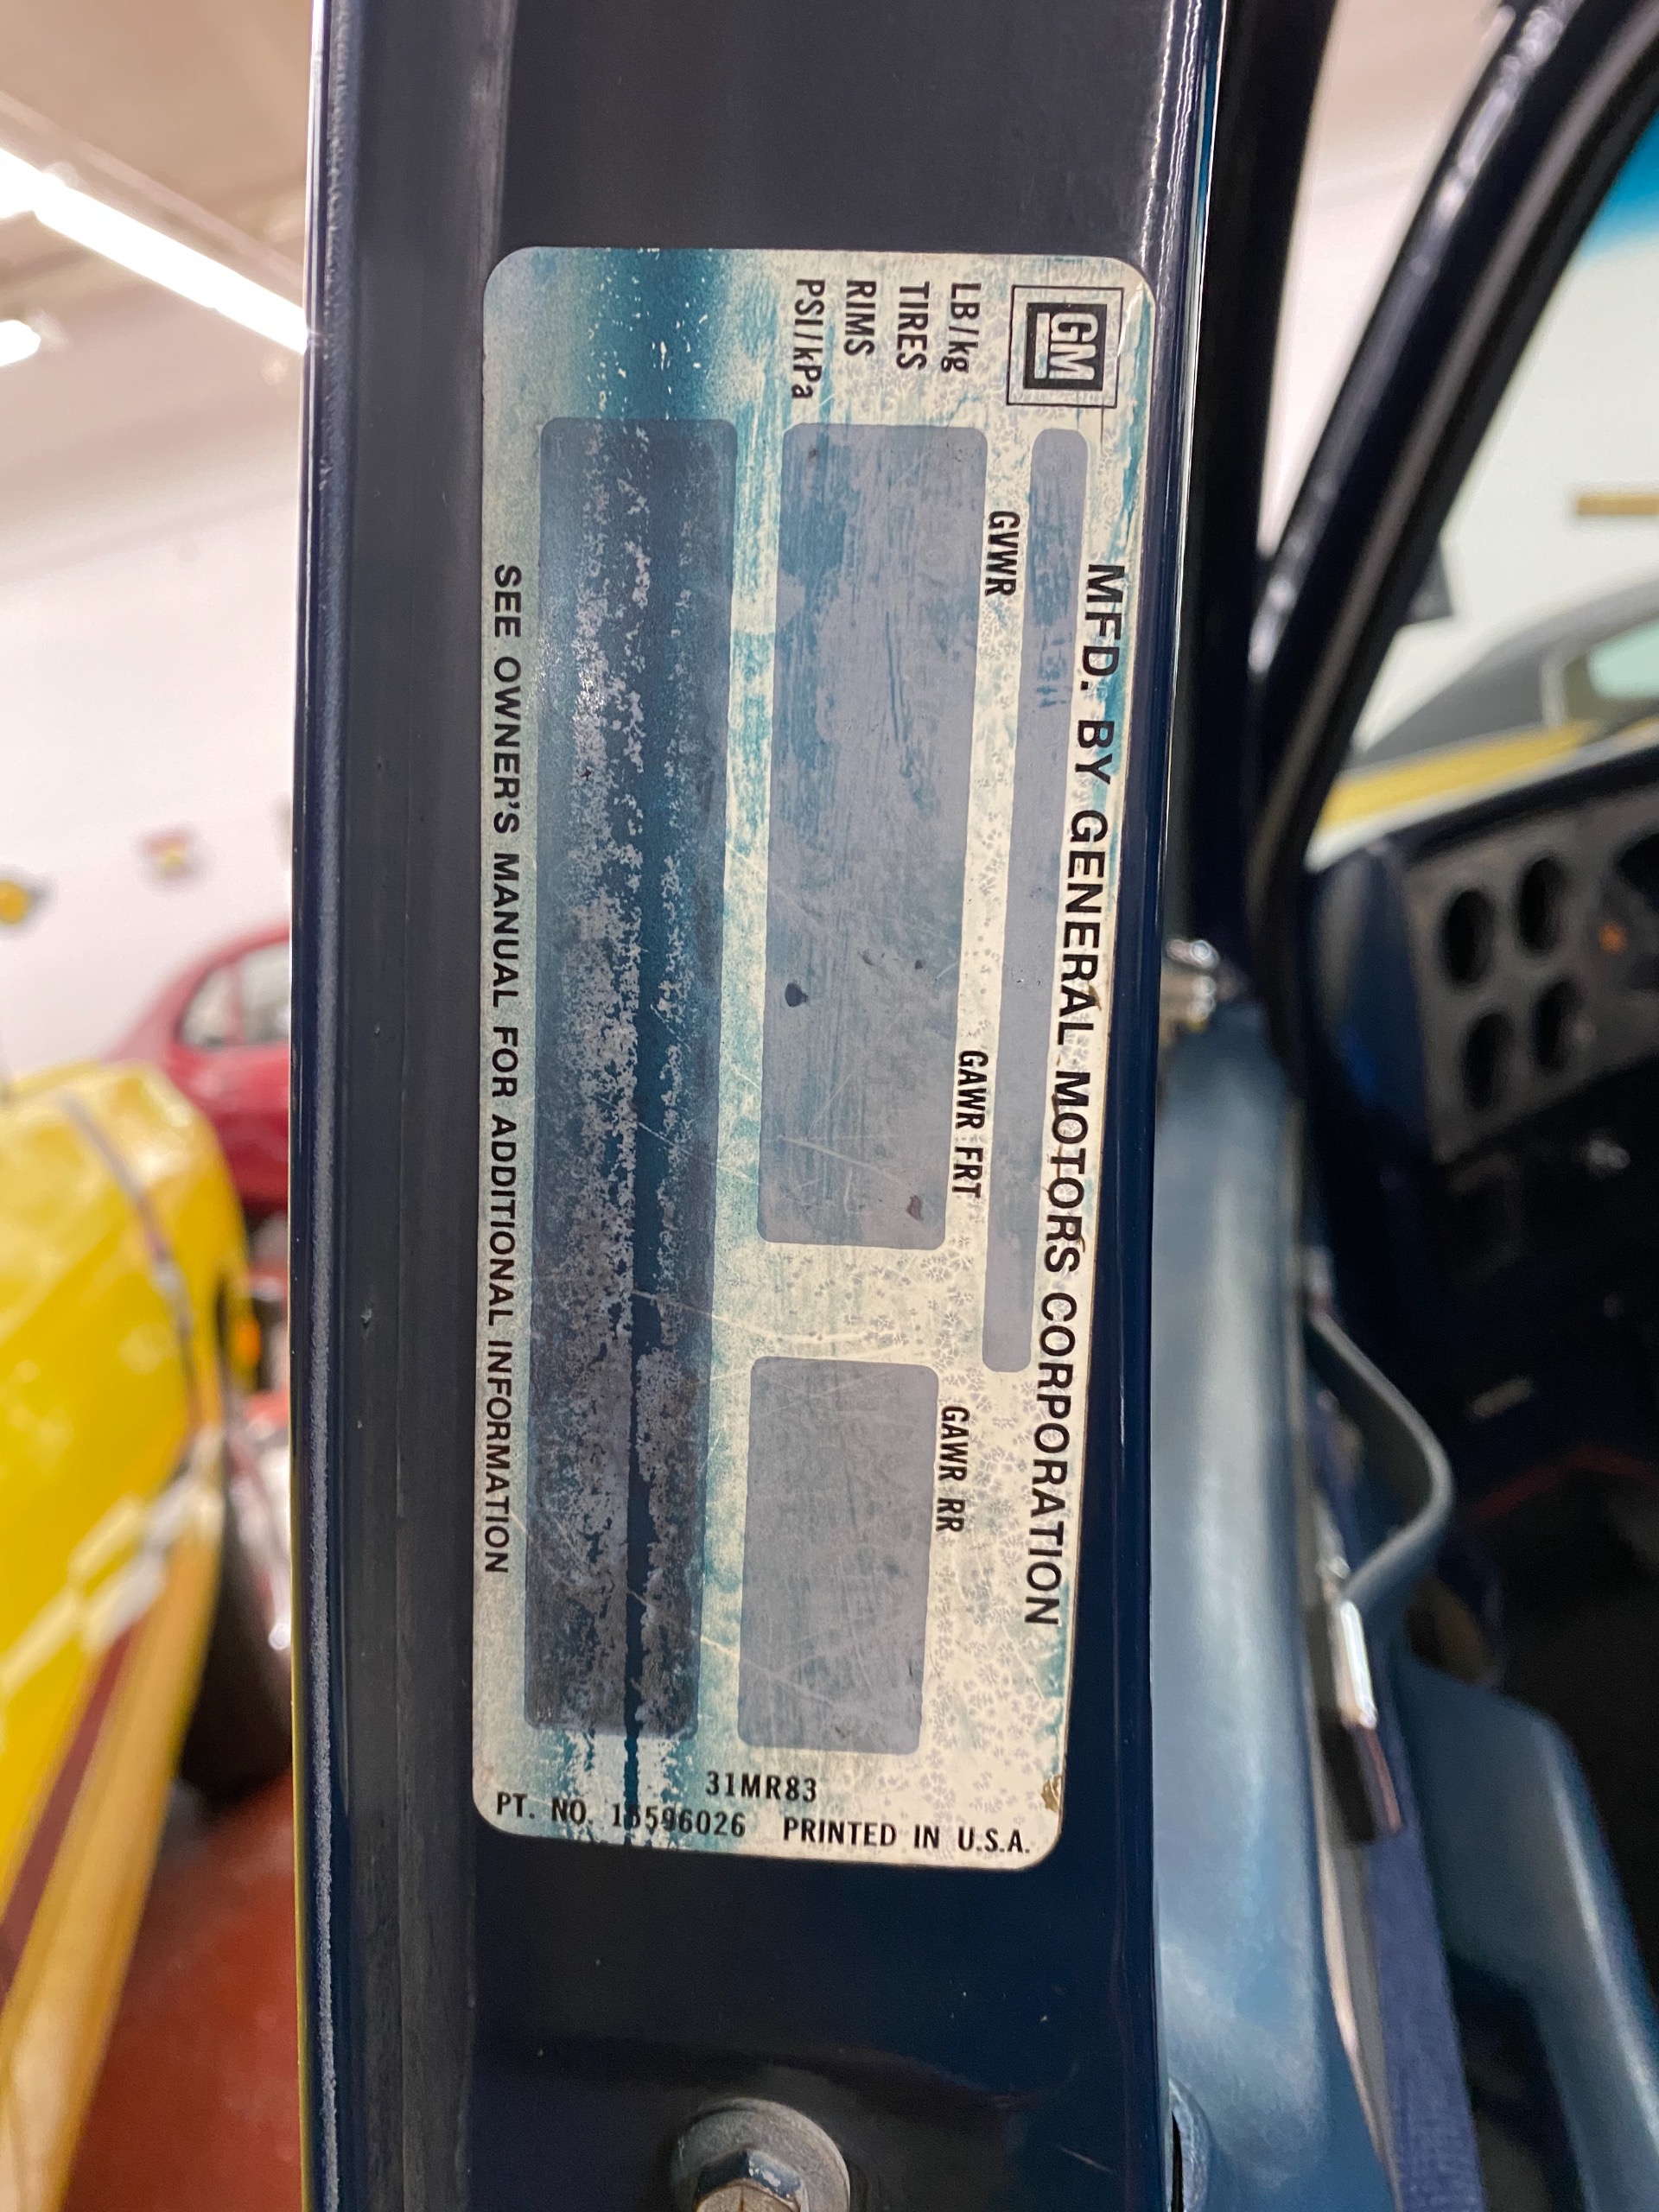 GM
MFD. BY GENERAL MOTORS CORPORATION
GVWR GAWR FRT GAWR RR
LB/kg
TIRES
RIMS
PSI/kPa
SEE OWNER'S MANUAL FOR ADDITIONAL INFORMATION
31MR83
PT. NO. 15596026 PRINTED IN U.S.A.